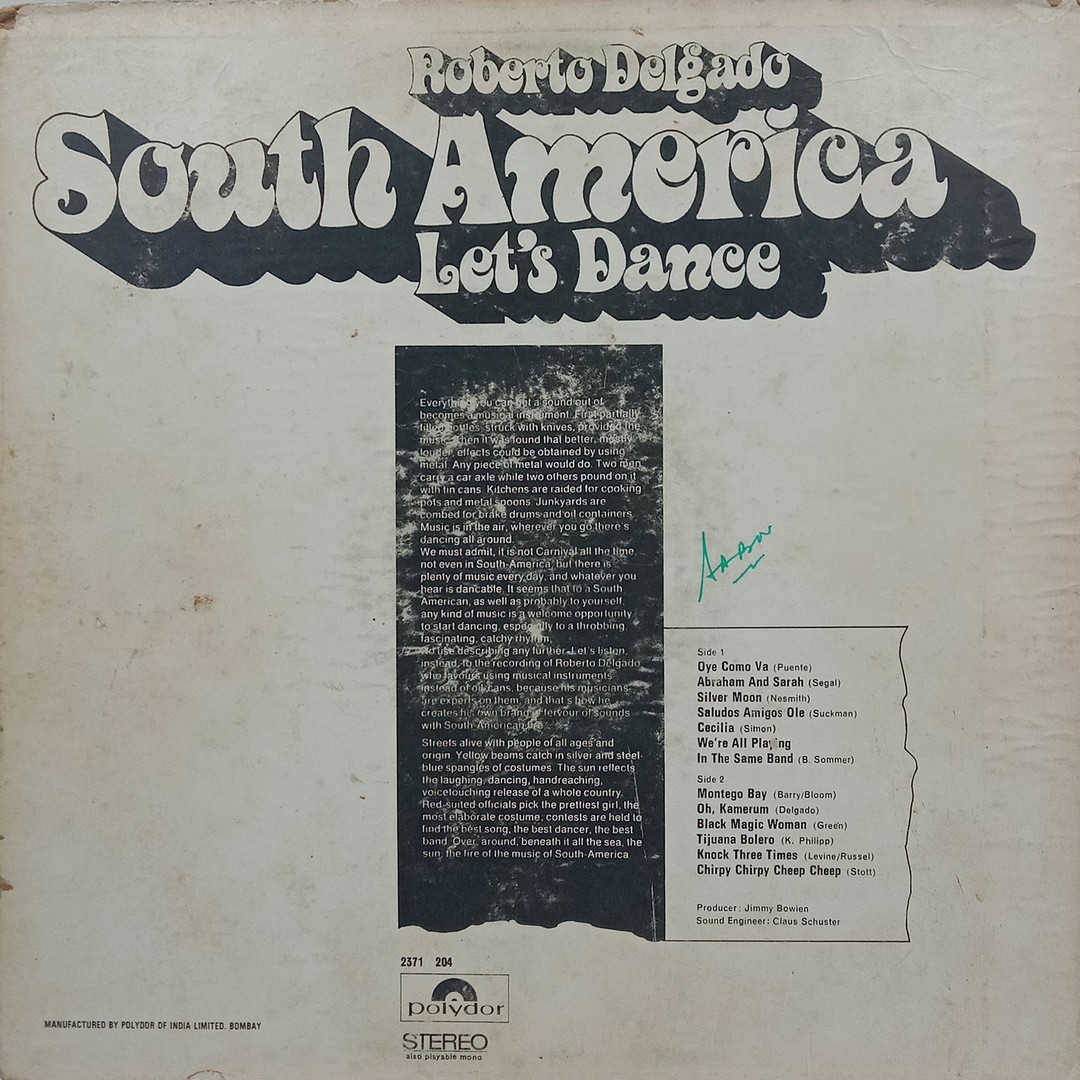 Roberto Delgado
South America
Let's Dance
Everything you can get a sound out of
becomes a musical instrument. First partially
filled bottles, struck with knives, provided the
music. Then it was found that better, mostly
louder, effects could be obtained by using
metal. Any piece of metal would do. Two men
carry a car axle while two others pound on it
with tin cans. Kitchens are raided for cooking
pots and metal spoons. Junkyards are
combed for brake drums and oil containers.
Music is in the air, wherever you go there's
dancing all around.
We must admit, it is not Carnival all the time,
not even in South-America, but there is
plenty of music every day, and whatever you
hear is dancable. It seems that to a South
American, as well as probably to yourself,
any kind of music is a welcome opportunity
to start dancing, especially to a throbbing,
fascinating, catchy rhythm.
No use describing any further. Let's listen,
instead, to the recording of Roberto Delgado
who favours using musical instruments
instead of oil cans, because his musicians
are experts on them, and that's how he
creates his own brand of fervour of sounds
with South-American fire.
Streets alive with people of all ages and
origin. Yellow beams catch in silver and steel-
blue spangles of costumes. The sun reflects
the laughing, dancing, handreaching,
voicetouching release of a whole country.
Red-suited officials pick the prettiest girl, the
most elaborate costume, contests are held to
find the best song, the best dancer, the best
band. Over, around, beneath it all the sea, the
sun, the fire of the music of South-America.
Side 1
Oye Como Va (Puente)
Abraham And Sarah (Segal)
Silver Moon (Nesmith)
Saludos Amigos Ole (Suckman)
Cecilia (Simon)
We're All Playing
In The Same Band (B. Sommer)
Side 2
Montego Bay (Barry/Bloom)
Oh, Kamerum (Delgado)
Black Magic Woman (Green)
Tijuana Bolero (K. Philipp)
Knock Three Times (Levine/Russel)
Chirpy Chirpy Cheep Cheep (Stott)
Producer: Jimmy Bowien
Sound Engineer: Claus Schuster
2371 204
polydor
STEREO
also playable mono
MANUFACTURED BY POLYDOR OF INDIA LIMITED. BOMBAY